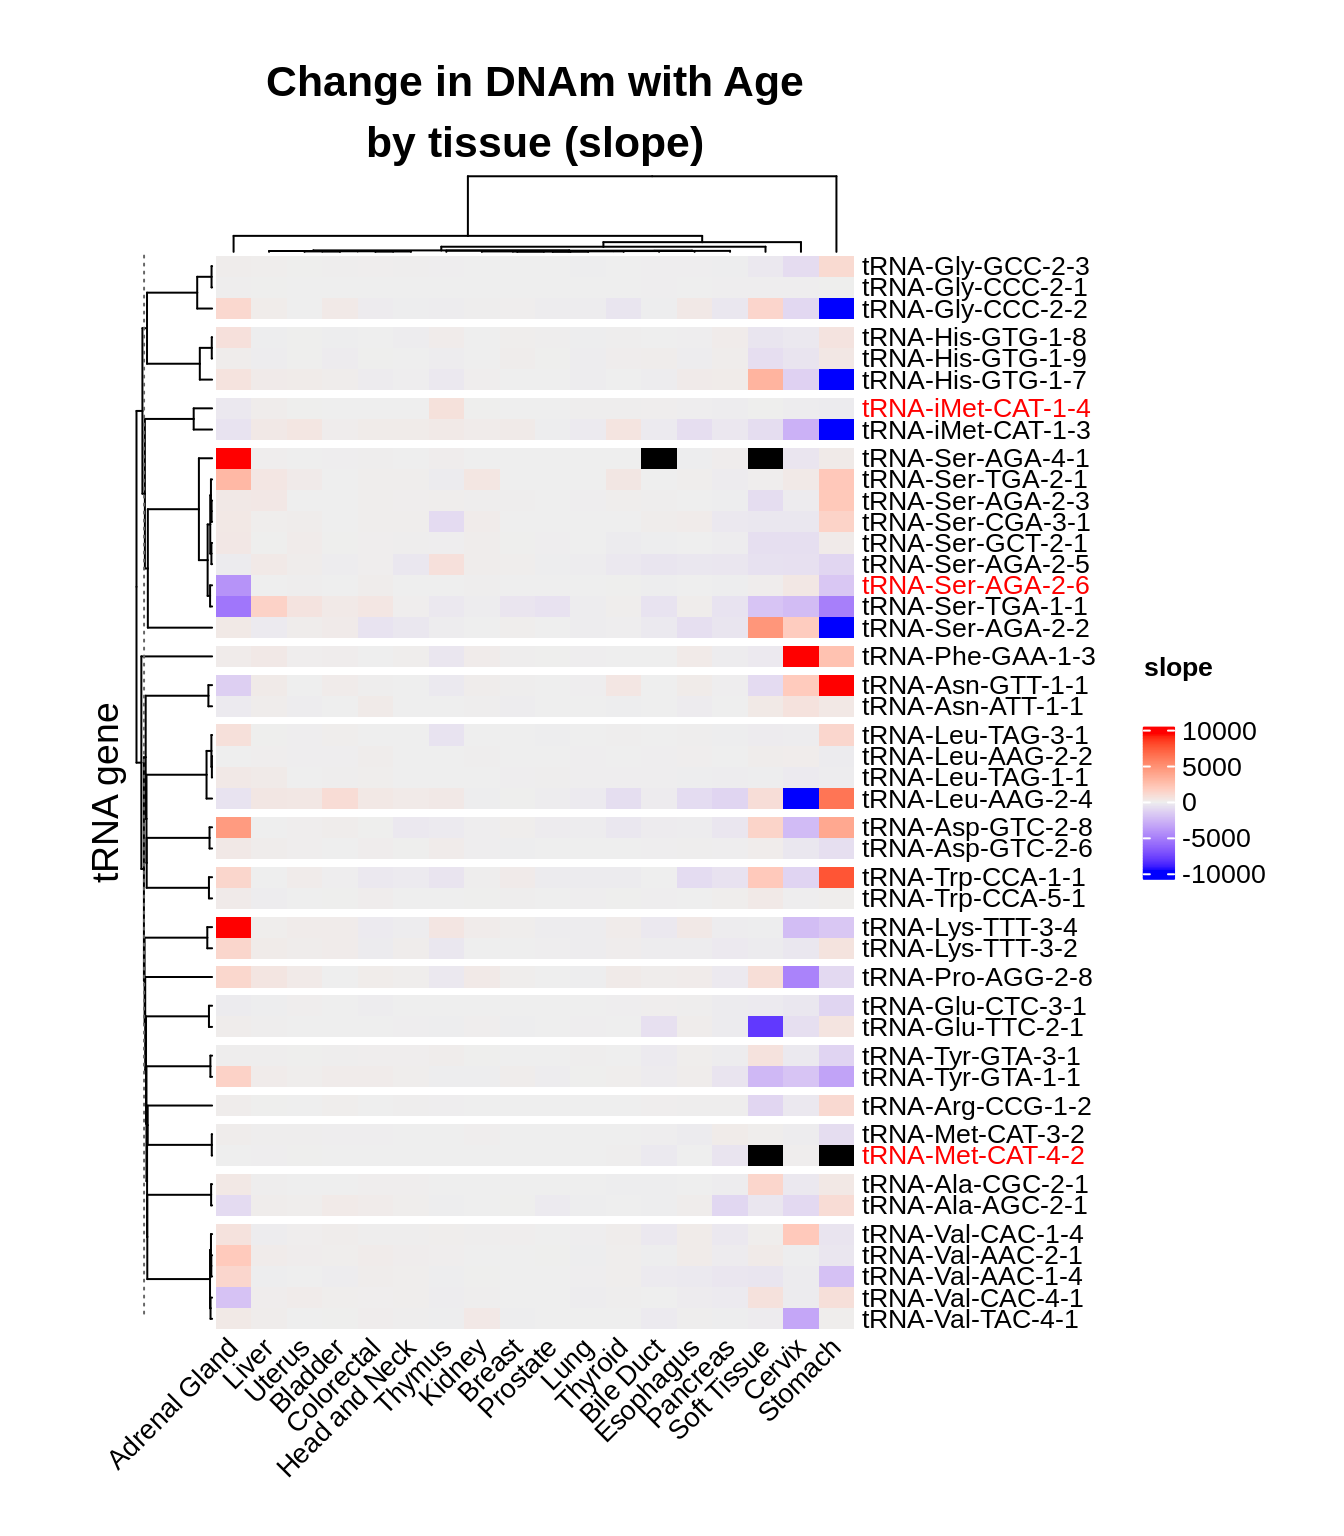 Change in DNAm with Age
by tissue (slope)
tRNA gene
tRNA-Gly-GCC-2-3
tRNA-Gly-CCC-2-1
tRNA-Gly-CCC-2-2
tRNA-His-GTG-1-8
tRNA-His-GTG-1-9
tRNA-His-GTG-1-7
tRNA-iMet-CAT-1-4
tRNA-iMet-CAT-1-3
tRNA-Ser-AGA-4-1
tRNA-Ser-TGA-2-1
tRNA-Ser-AGA-2-3
tRNA-Ser-CGA-3-1
tRNA-Ser-GCT-2-1
tRNA-Ser-AGA-2-5
tRNA-Ser-AGA-2-6
tRNA-Ser-TGA-1-1
tRNA-Ser-AGA-2-2
tRNA-Phe-GAA-1-3
tRNA-Asn-GTT-1-1
tRNA-Asn-ATT-1-1
tRNA-Leu-TAG-3-1
tRNA-Leu-AAG-2-2
tRNA-Leu-TAG-1-1
tRNA-Leu-AAG-2-4
tRNA-Asp-GTC-2-8
tRNA-Asp-GTC-2-6
tRNA-Trp-CCA-1-1
tRNA-Trp-CCA-5-1
tRNA-Lys-TTT-3-4
tRNA-Lys-TTT-3-2
tRNA-Pro-AGG-2-8
tRNA-Glu-CTC-3-1
tRNA-Glu-TTC-2-1
tRNA-Tyr-GTA-3-1
tRNA-Tyr-GTA-1-1
tRNA-Arg-CCG-1-2
tRNA-Met-CAT-3-2
tRNA-Met-CAT-4-2
tRNA-Ala-CGC-2-1
tRNA-Ala-AGC-2-1
tRNA-Val-CAC-1-4
tRNA-Val-AAC-2-1
tRNA-Val-AAC-1-4
tRNA-Val-CAC-4-1
tRNA-Val-TAC-4-1
Adrenal Gland
Liver
Uterus
Bladder
Colorectal
Head and Neck
Thymus
Kidney
Breast
Prostate
Lung
Thyroid
Bile Duct
Esophagus
Pancreas
Soft Tissue
Cervix
Stomach
slope
10000
5000
0
-5000
-10000